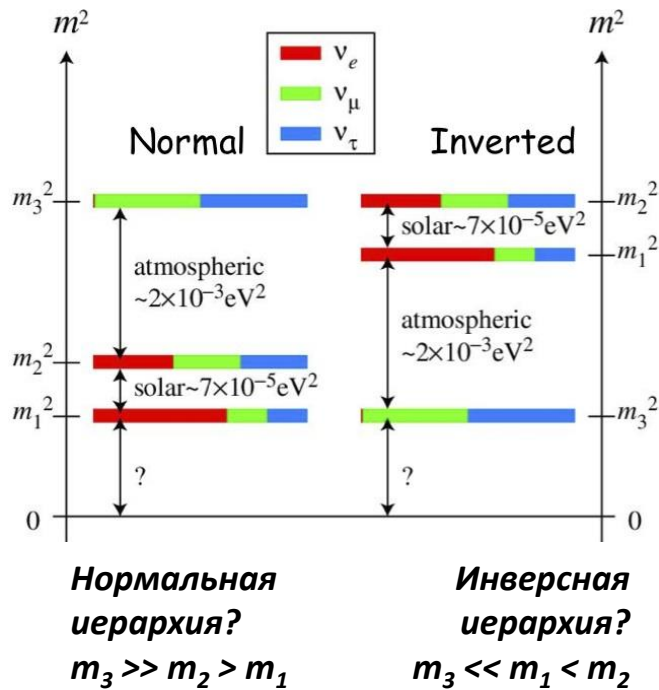 m²
m²
νₑ
ν_μ
ν_τ
Normal
Inverted
m₃²
m₂²
solar~7×10⁻⁵eV²
m₁²
atmospheric
~2×10⁻³eV²
atmospheric
~2×10⁻³eV²
m₂²
solar~7×10⁻⁵eV²
m₁²
m₃²
?
?
0
0
Нормальная
иерархия?
m₃ >> m₂ > m₁
Инверсная
иерархия?
m₃ << m₁ < m₂